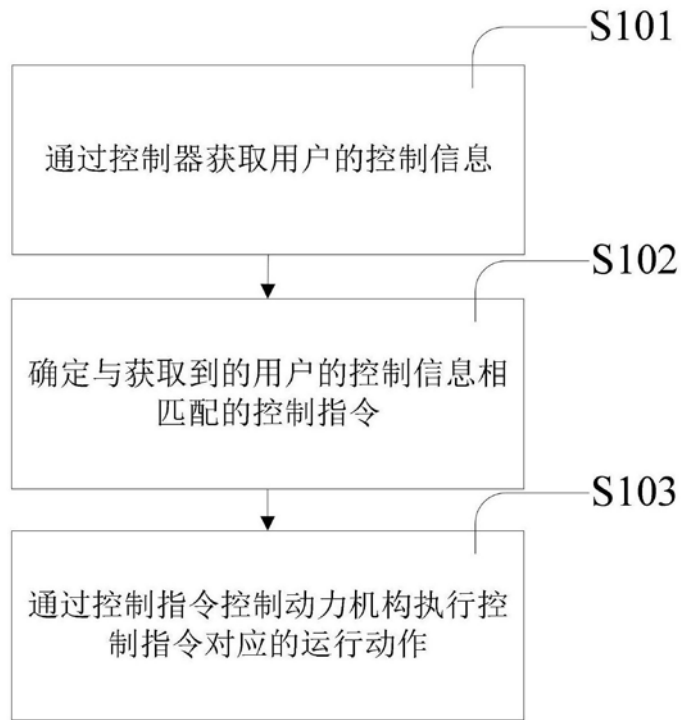 S101
通过控制器获取用户的控制信息
S102
确定与获取到的用户的控制信息相
匹配的控制指令
S103
通过控制指令控制动力机构执行控
制指令对应的运行动作